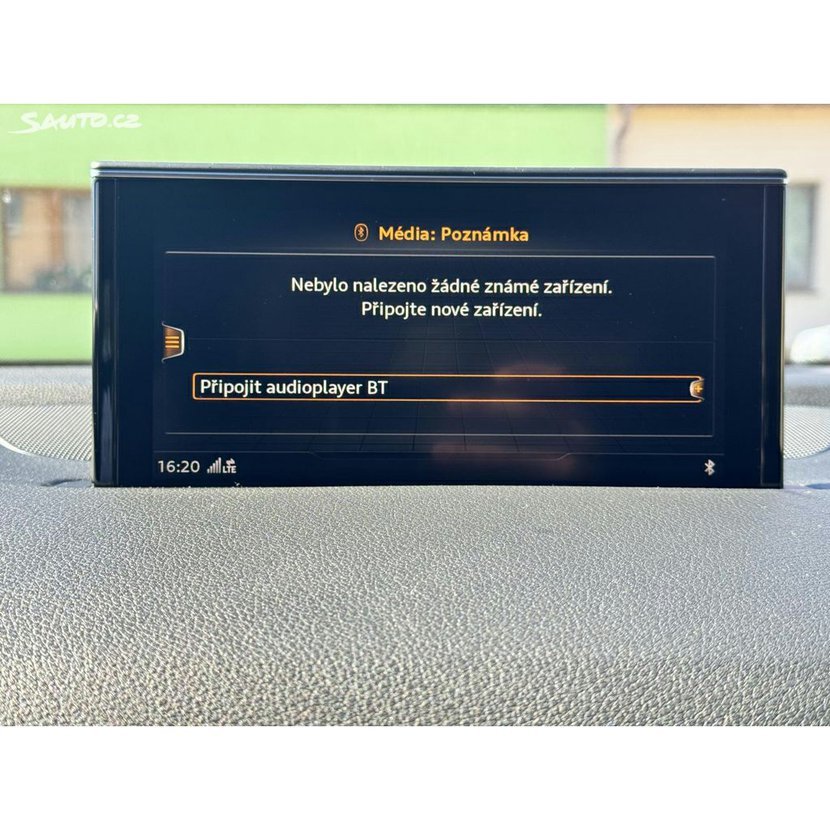 SAUTO.CZ
Média: Poznámka
Nebylo nalezeno žádné známé zařízení.
Připojte nové zařízení.
Připojit audioplayer BT
16:20 LTE